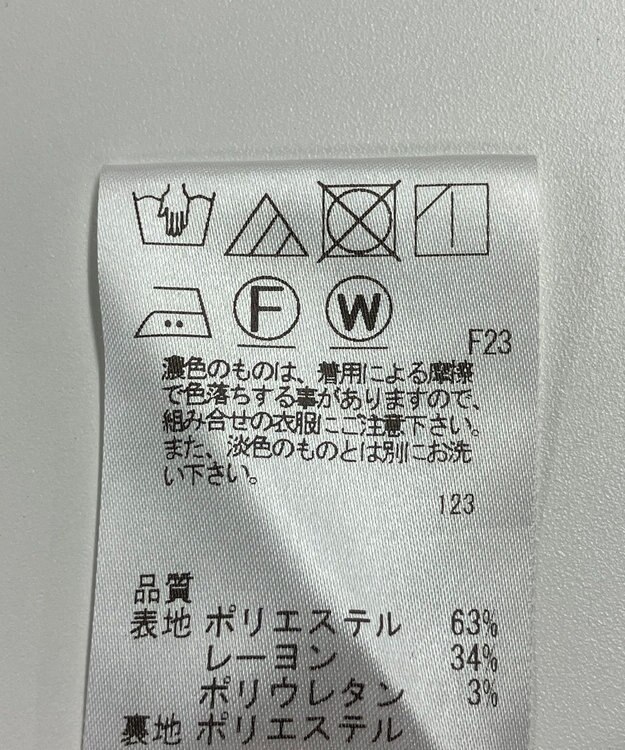 F W F23
濃色のものは、着用による摩擦
で色落ちする事がありますので、
組み合せの衣服にご注意下さい。
また、淡色のものとは別にお洗
い下さい。
123
品質
表地 ポリエステル 63%
レーヨン 34%
ポリウレタン 3%
裏地 ポリエステル